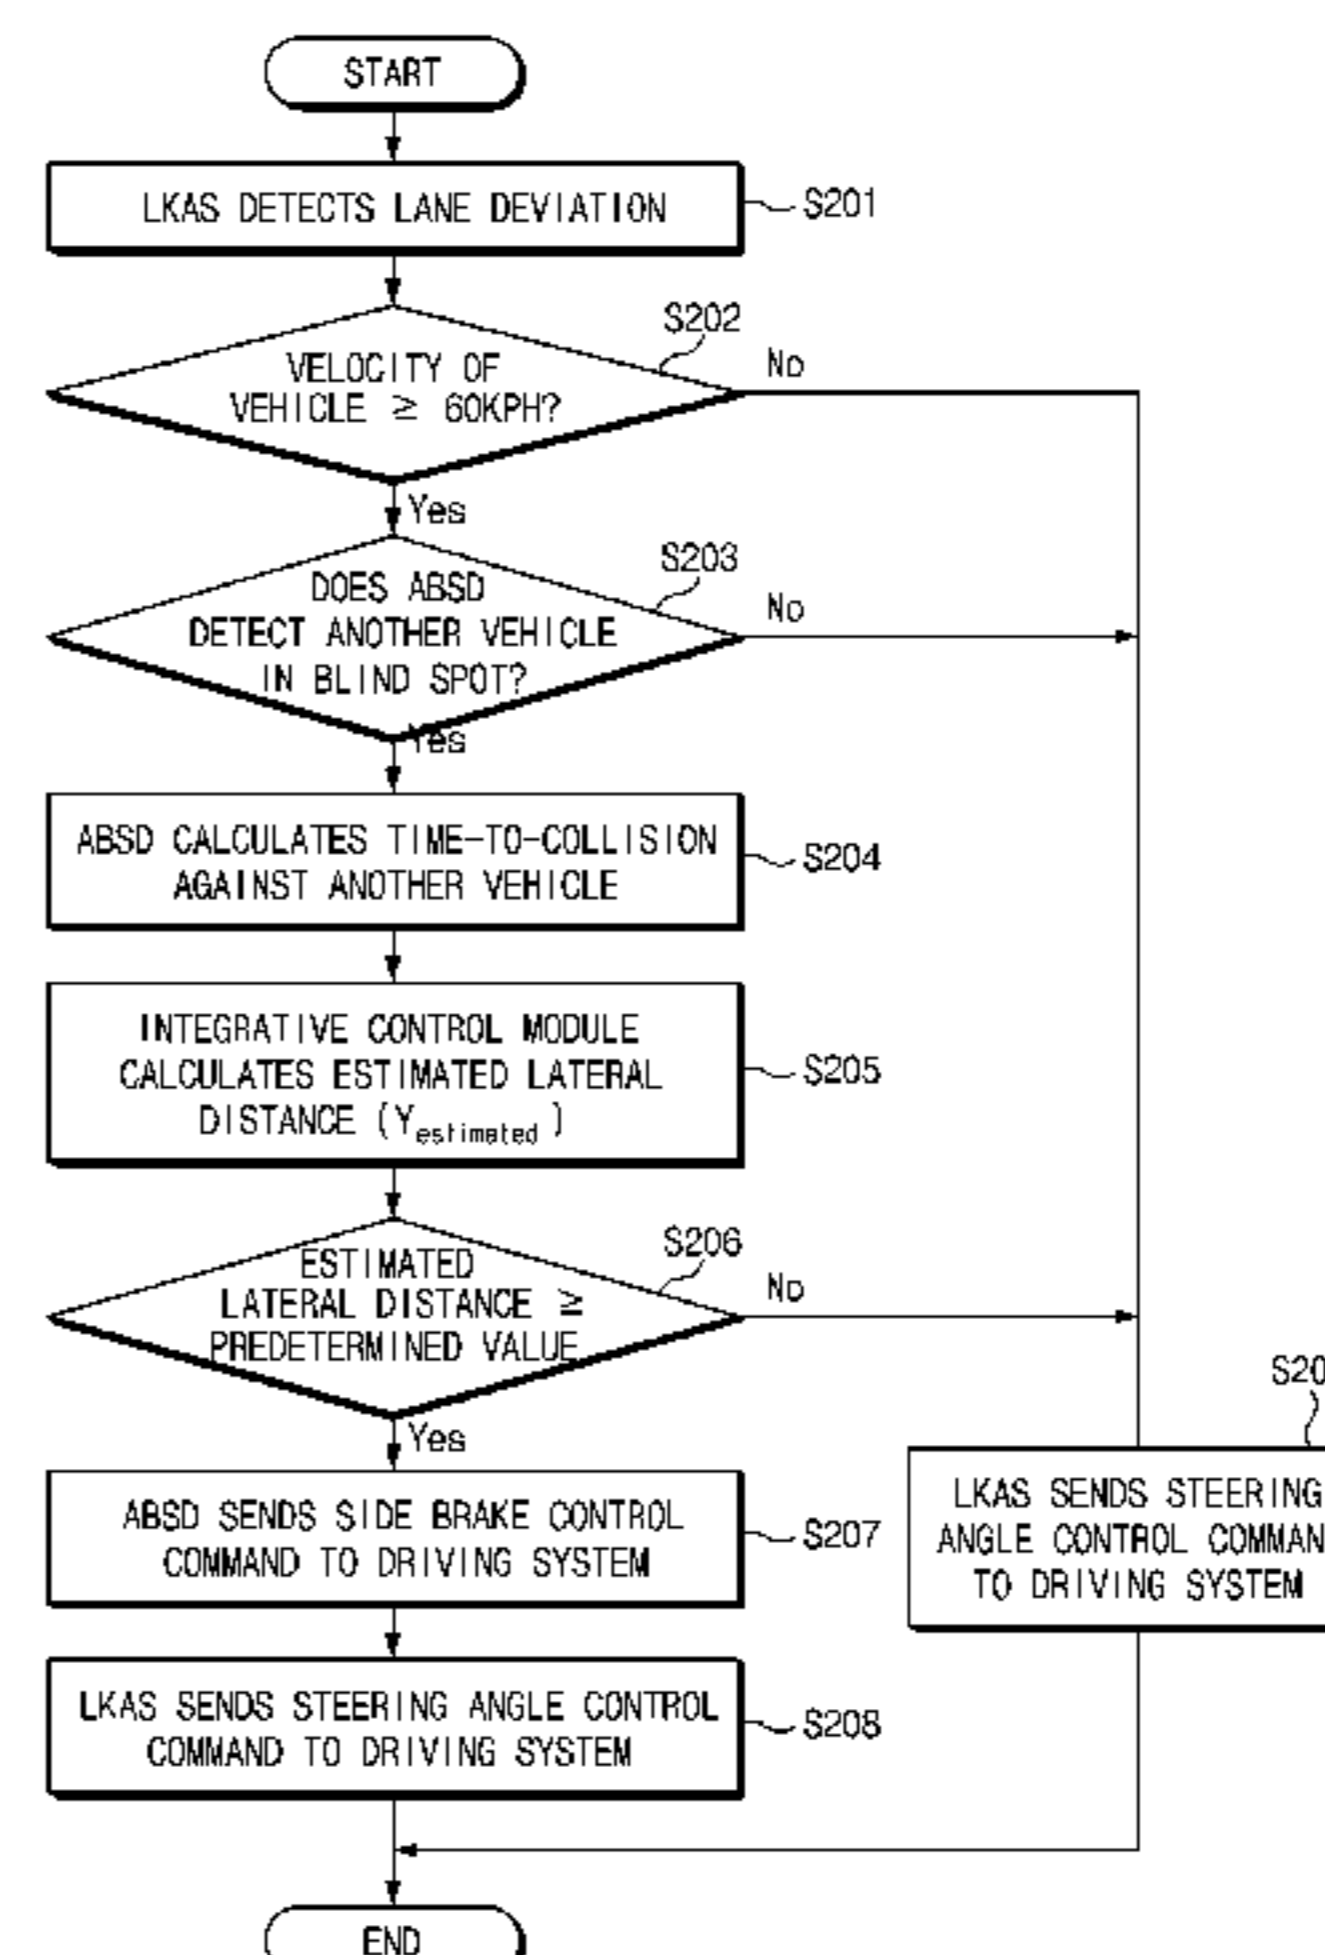 START
LKAS DETECTS LANE DEVIATION
S201
S202
VELOCITY OF
VEHICLE ≥ 60KPH?
No
Yes
S203
DOES ABSD
DETECT ANOTHER VEHICLE
IN BLIND SPOT?
No
Yes
ABSD CALCULATES TIME-TO-COLLISION
AGAINST ANOTHER VEHICLE
S204
INTEGRATIVE CONTROL MODULE
CALCULATES ESTIMATED LATERAL
DISTANCE (Yestimated)
S205
S206
ESTIMATED
LATERAL DISTANCE ≥
PREDETERMINED VALUE
No
Yes
ABSD SENDS SIDE BRAKE CONTROL
COMMAND TO DRIVING SYSTEM
S207
LKAS SENDS STEERING
ANGLE CONTROL
TO DRIVING SYSTEM
LKAS SENDS STEERING ANGLE CONTROL
COMMAND TO DRIVING SYSTEM
S208
END